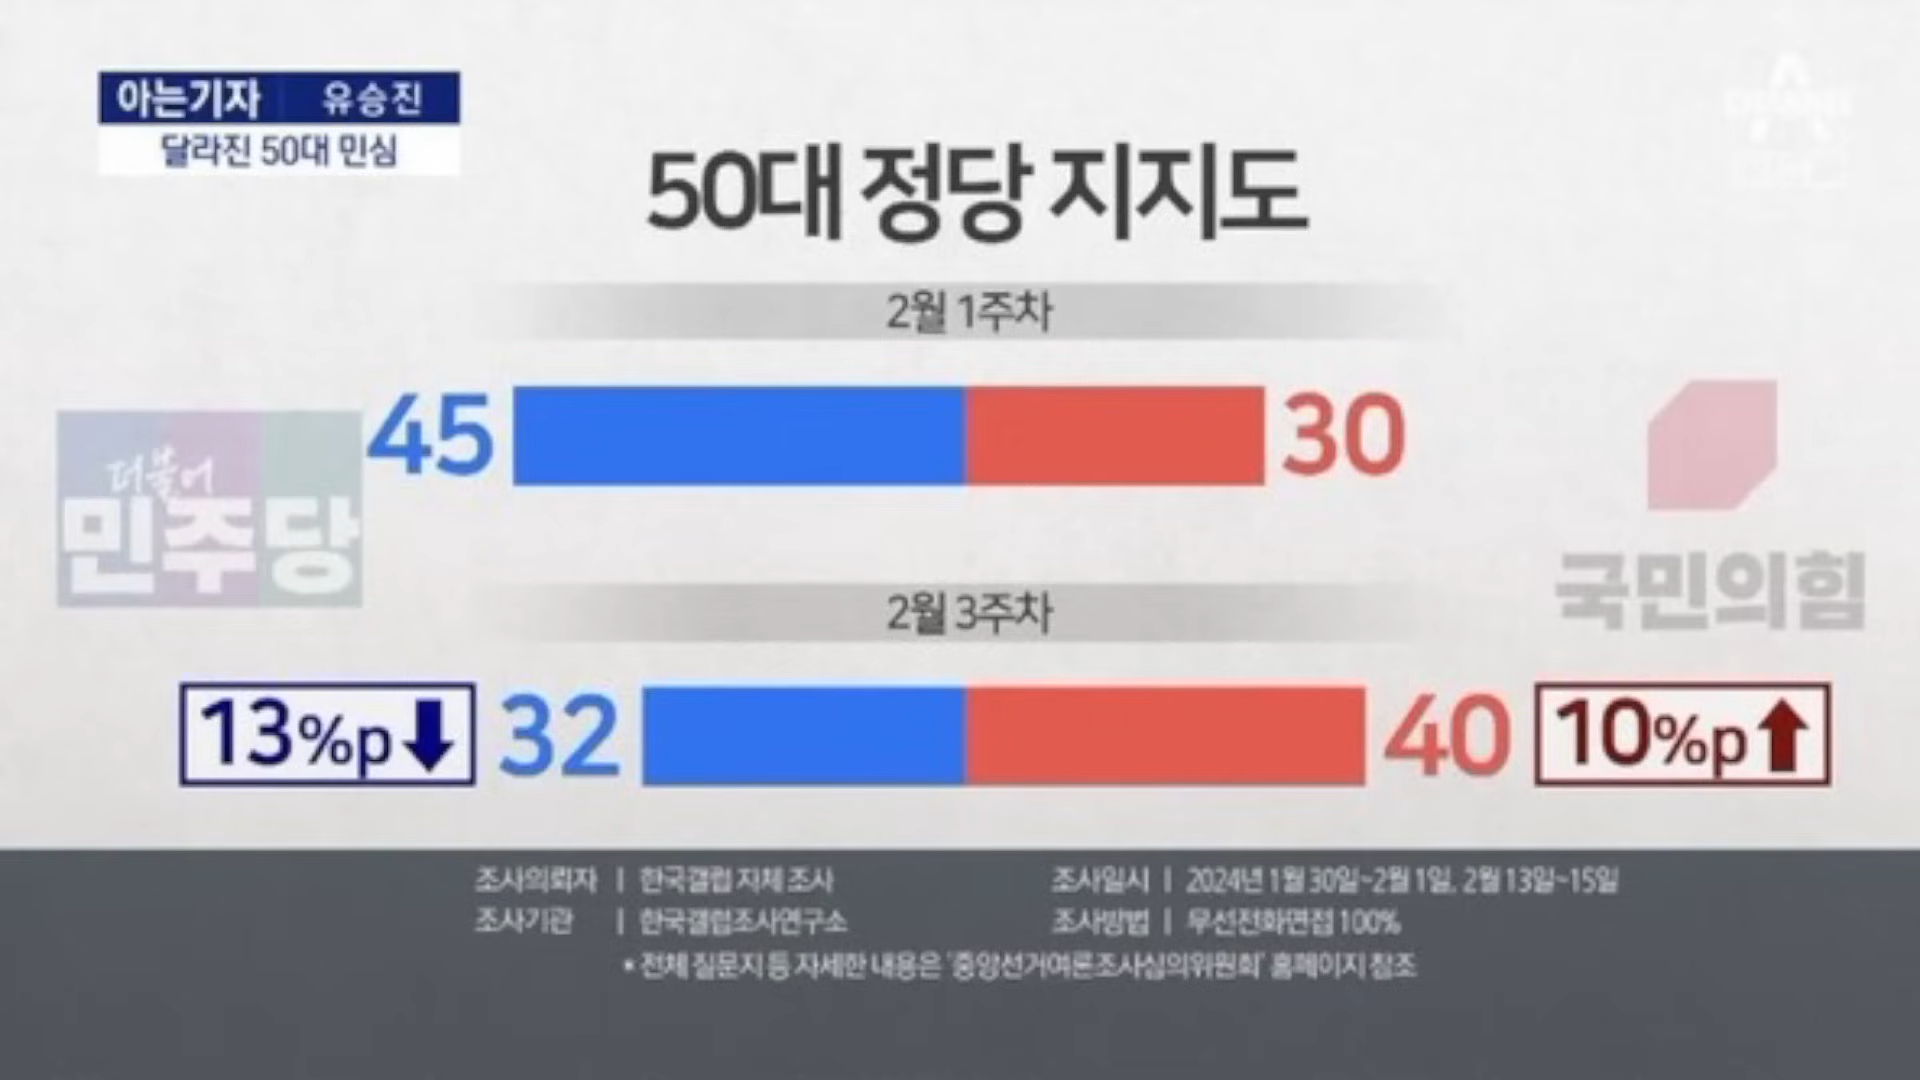 아는기자 유승진
달라진 50대 민심
50대 정당 지지도
2월 1주차
45 30
더불어
민주당
국민의힘
2월 3주차
13%p 32 40 10%p
조사의뢰자 | 한국갤럽 자체 조사 조사일시 | 2024년 1월 30일~2월 1일, 2월 13일~15일
조사기관 | 한국갤럽조사연구소 조사방법 | 무선전화면접 100%
* 전체 질문지 등 자세한 내용은 '중앙선거여론조사심의위원회' 홈페이지 참조